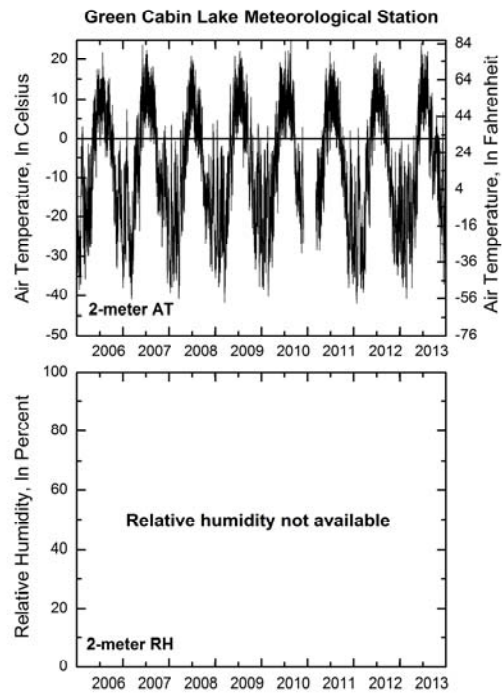 Green Cabin Lake Meteorological Station
Air Temperature, In Celsius
20
10
0
-10
-20
-30
-40
-50
84
64
44
24
4
-16
-36
-56
-76
Air Temperature, In Fahrenheit
2-meter AT
2006 2007 2008 2009 2010 2011 2012 2013
Relative Humidity, In Percent
100
80
60
40
20
0
Relative humidity not available
2-meter RH
2006 2007 2008 2009 2010 2011 2012 2013